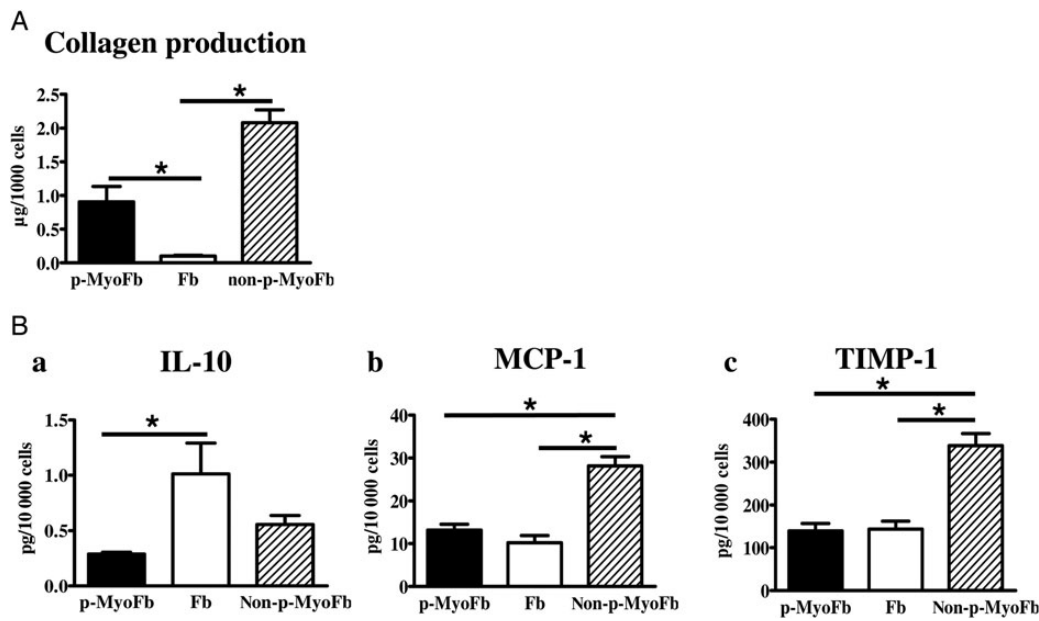 A
Collagen production
µg/1000 cells
2.5
2.0
1.5
1.0
0.5
0.0
*
*
p-MyoFb Fb non-p-MyoFb
B
a IL-10
pg/10 000 cells
1.5
1.0
0.5
0.0
*
p-MyoFb Fb Non-p-MyoFb
b MCP-1
pg/10 000 cells
40
30
20
10
0
*
*
p-MyoFb Fb Non-p-MyoFb
c TIMP-1
pg/10 000 cells
400
300
200
100
0
*
*
p-MyoFb Fb Non-p-MyoFb